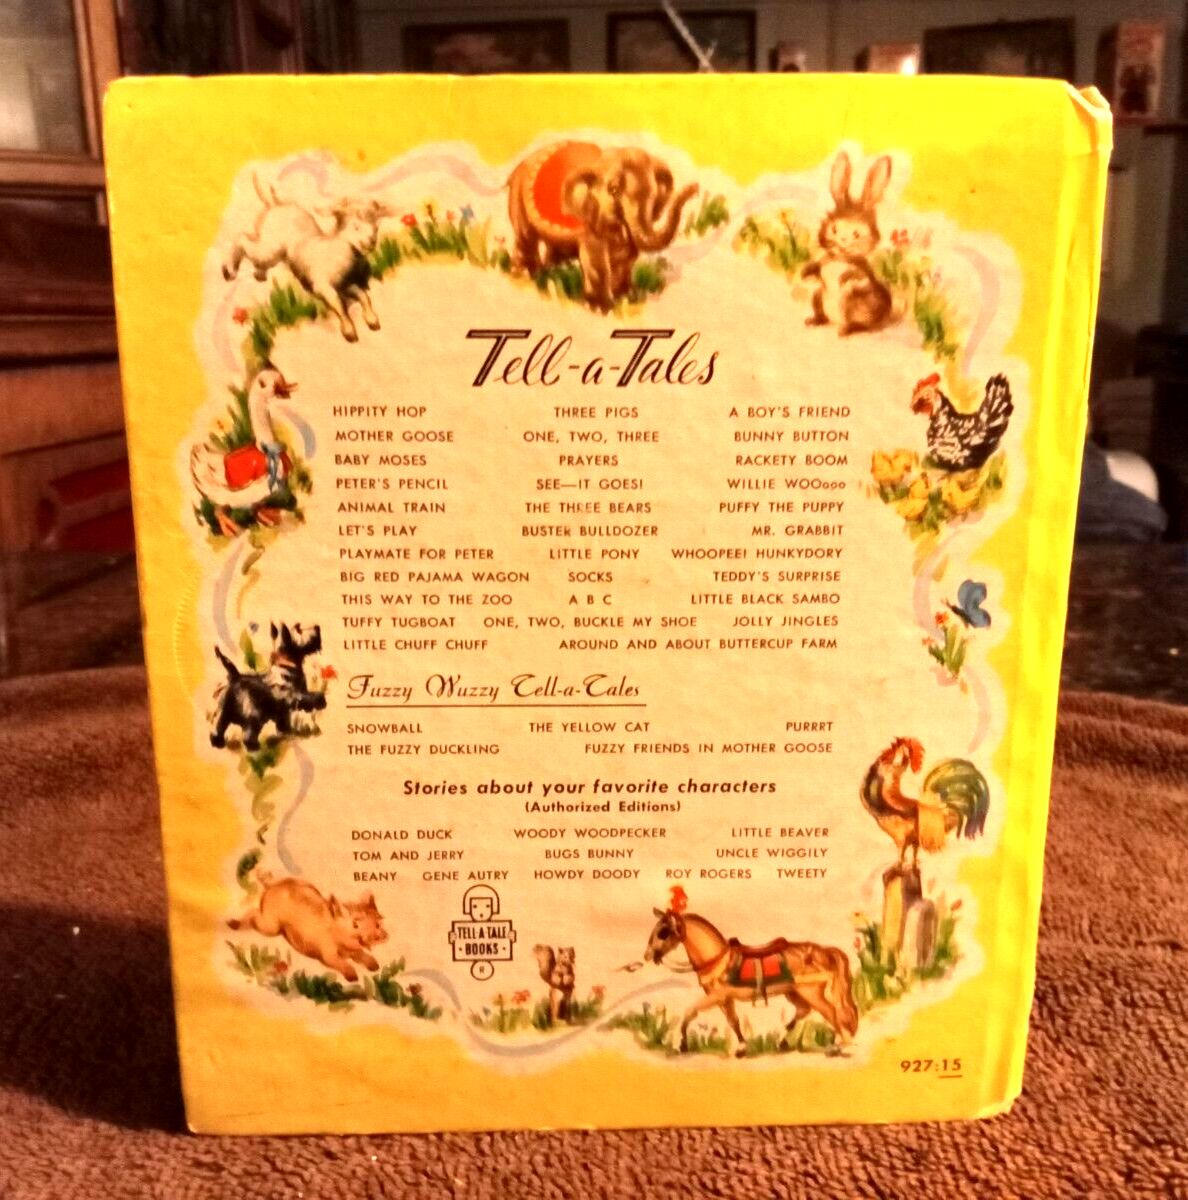 Tell-a-Tales
HIPPITY HOP THREE PIGS A BOY'S FRIEND
MOTHER GOOSE ONE, TWO, THREE BUNNY BUTTON
BABY MOSES PRAYERS RACKETY BOOM
PETER'S PENCIL SEE—IT GOES! WILLIE WOOooo
ANIMAL TRAIN THE THREE BEARS PUFFY THE PUPPY
LET'S PLAY BUSTER BULLDOZER MR. GRABBIT
PLAYMATE FOR PETER LITTLE PONY WHOOPEE! HUNKYDORY
BIG RED PAJAMA WAGON SOCKS TEDDY'S SURPRISE
THIS WAY TO THE ZOO A B C LITTLE BLACK SAMBO
TUFFY TUGBOAT ONE, TWO, BUCKLE MY SHOE JOLLY JINGLES
LITTLE CHUFF CHUFF AROUND AND ABOUT BUTTERCUP FARM
Fuzzy Wuzzy Tell-a-Tales
SNOWBALL THE YELLOW CAT PURRRT
THE FUZZY DUCKLING FUZZY FRIENDS IN MOTHER GOOSE
Stories about your favorite characters
(Authorized Editions)
DONALD DUCK WOODY WOODPECKER LITTLE BEAVER
TOM AND JERRY BUGS BUNNY UNCLE WIGGILY
BEANY GENE AUTRY HOWDY DOODY ROY ROGERS TWEETY
TELL-A-TALE
·BOOKS·
R
927:15